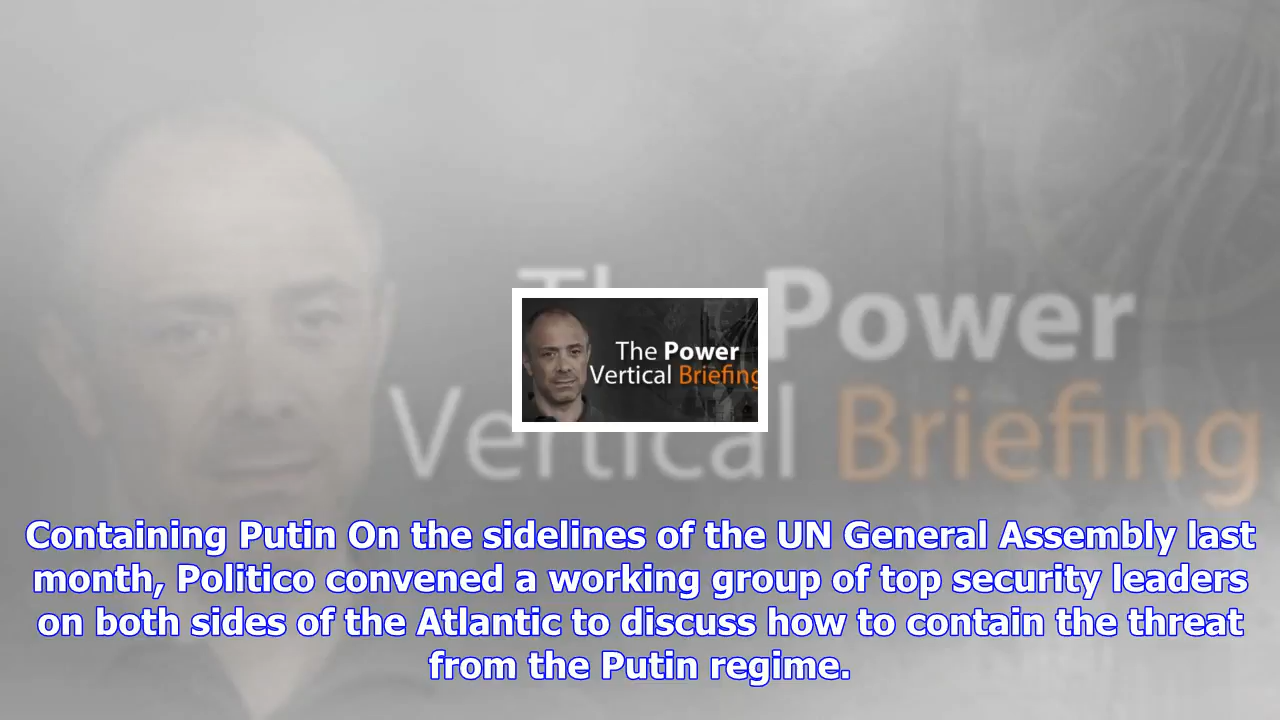 The Power
Vertical Briefing
The Power
Vertical Briefing
Containing Putin On the sidelines of the UN General Assembly last
month, Politico convened a working group of top security leaders
on both sides of the Atlantic to discuss how to contain the threat
from the Putin regime.